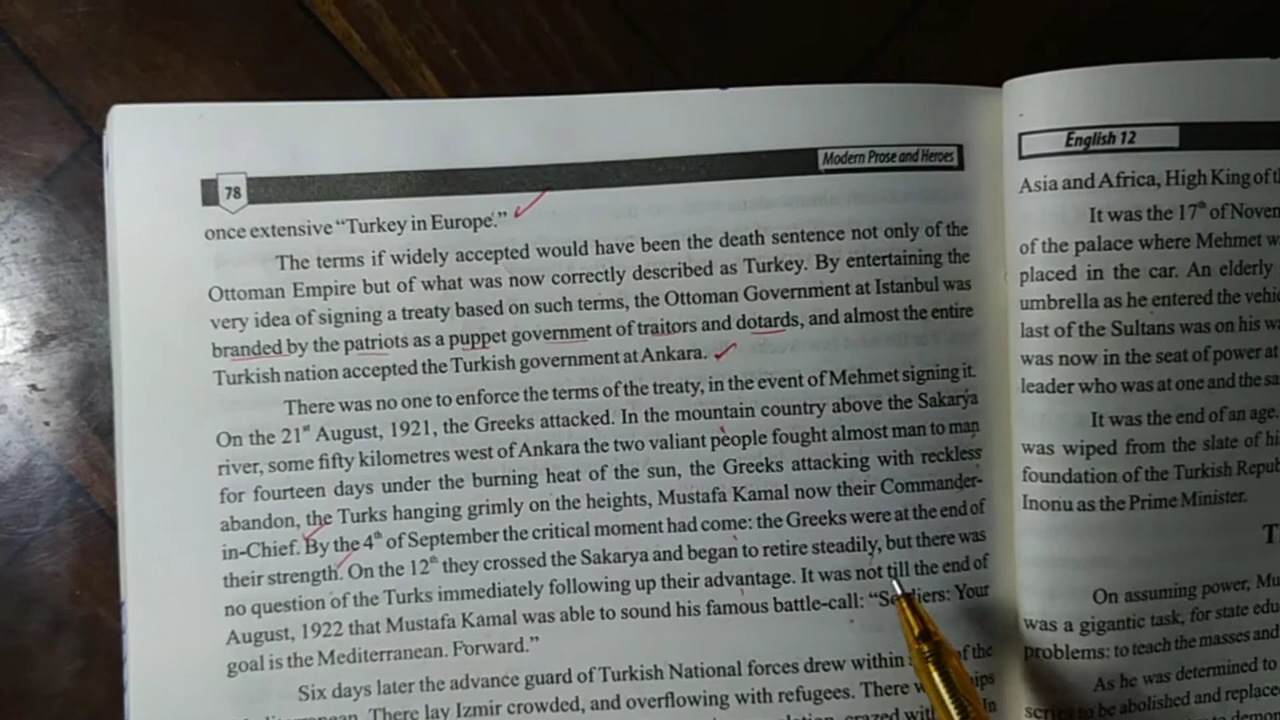 78
Modern Prose and Heroes
once extensive “Turkey in Europe.”
The terms if widely accepted would have been the death sentence not only of the
Ottoman Empire but of what was now correctly described as Turkey. By entertaining the
very idea of signing a treaty based on such terms, the Ottoman Government at Istanbul was
branded by the patriots as a puppet government of traitors and dotards, and almost the entire
Turkish nation accepted the Turkish government at Ankara.
There was no one to enforce the terms of the treaty, in the event of Mehmet signing it.
On the 21st August, 1921, the Greeks attacked. In the mountain country above the Sakarya
river, some fifty kilometres west of Ankara the two valiant people fought almost man to man
for fourteen days under the burning heat of the sun, the Greeks attacking with reckless
abandon, the Turks hanging grimly on the heights, Mustafa Kamal now their Commander-
in-Chief. By the 4th of September the critical moment had come: the Greeks were at the end of
their strength. On the 12th they crossed the Sakarya and began to retire steadily, but there was
no question of the Turks immediately following up their advantage. It was not till the end of
August, 1922 that Mustafa Kamal was able to sound his famous battle-call: “Soldiers: Your
goal is the Mediterranean. Forward.”
Six days later the advance guard of Turkish National forces drew within of the
There lay Izmir crowded, and overflowing with refugees. There
In
English 12
Asia and Africa, High King of
It was the 17th of
of the palace where Mehmet
placed in the car. An elderly
umbrella as he entered the
last of the Sultans was on his
was now in the seat of power at
leader who was at one and the
It was the end of an age.
was wiped from the slate of
foundation of the Turkish
Inonu as the Prime Minister.
On assuming power,
was a gigantic task, for state
problems: to teach the masses and
As he was determined to
to be abolished and